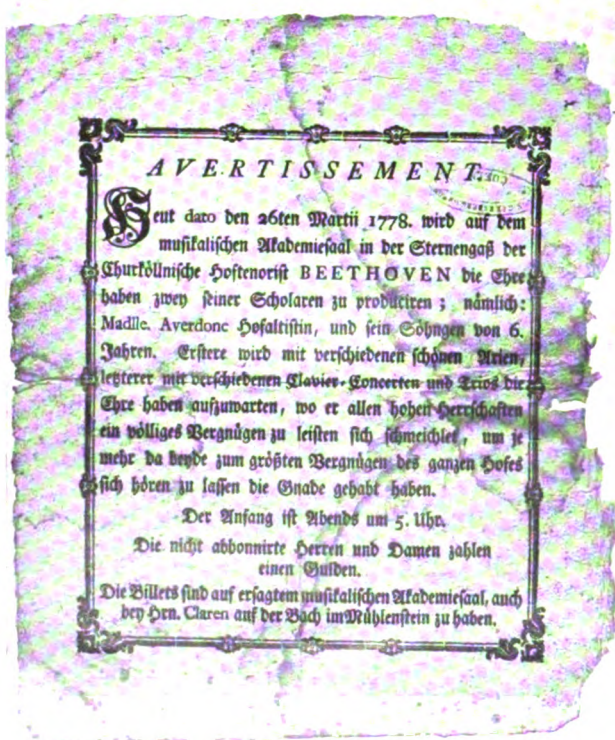 AVERTISSEMENT.
Heut dato den 26ten Martii 1778. wird auf dem
musikalischen Akademiesaal in der Sternengaß der
Churköllnische Hoftenorist BEETHOVEN die Ehre
haben zwey seiner Scholaren zu produciren; nämlich:
Madlle. Averdonc Hofaltistin, und sein Söhngen von 6.
Jahren. Erstere wird mit verschiedenen schönen Arien,
letzterer mit verschiedenen Clavier-Concerten und Trios die
Ehre haben aufzuwarten, wo er allen hohen Herrschaften
ein völliges Vergnügen zu leisten sich schmeichlet, um je
mehr da beyde zum größten Vergnügen des ganzen Hofes
sich hören zu lassen die Gnade gehabt haben.
Der Anfang ist Abends um 5. Uhr.
Die nicht abbonnirte Herren und Damen zahlen
einen Gulden.
Die Billets sind auf ersagtem musikalischen Akademiesaal, auch
bey Hrn. Claren auf der Bach im Mühlenstein zu haben.